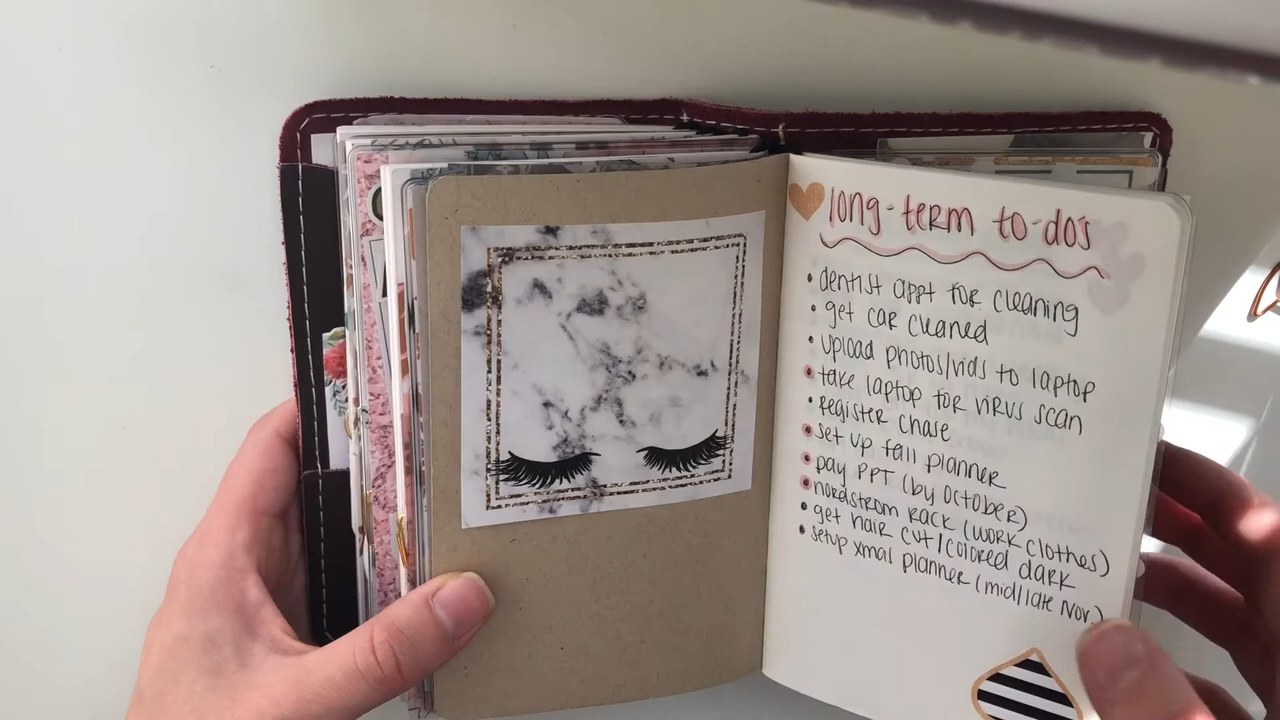 long-term to-do's
• dentist appt for cleaning
• get car cleaned
• upload photos/vids to laptop
• take laptop for virus scan
• register chase
• set up fall planner
• pay PPT (by October)
• nordstrom rack (work clothes)
• get hair cut/colored dark
• setup xmas planner (mid/late Nov.)